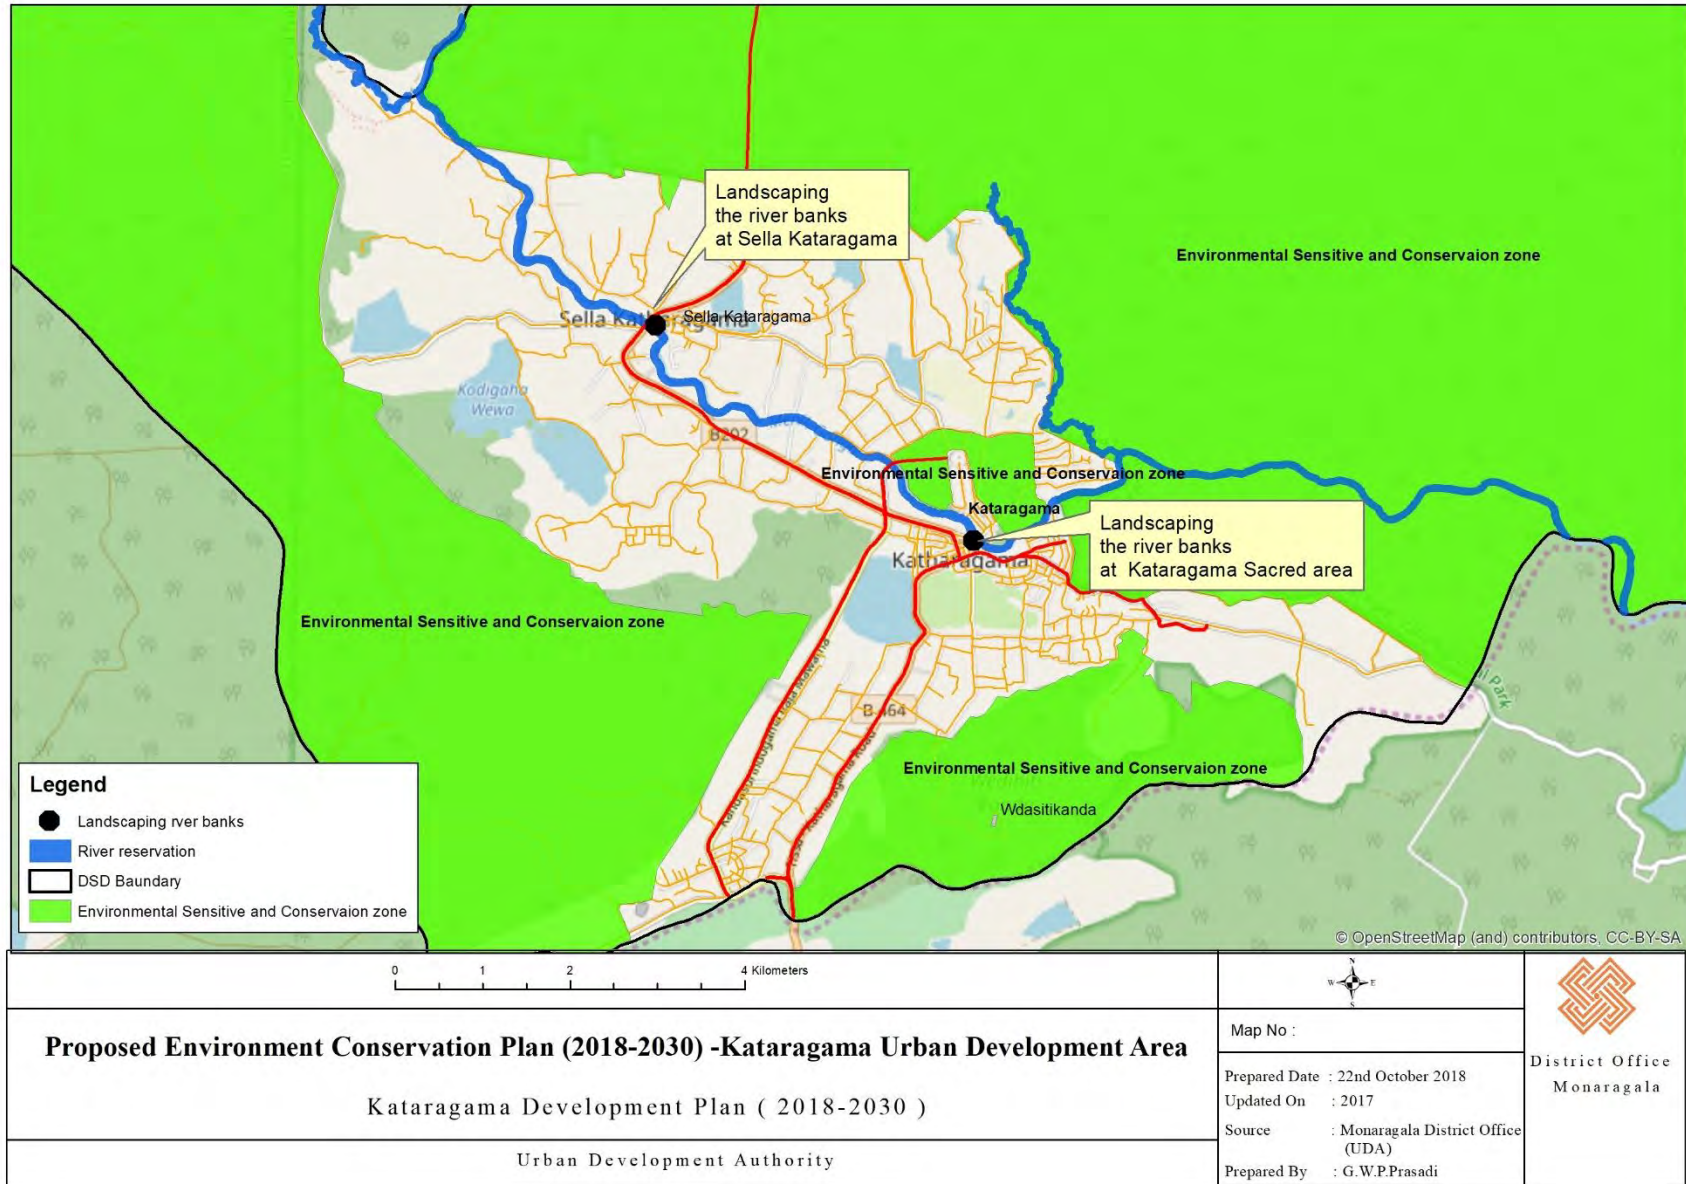 Landscaping
the river banks
at Sella Kataragama
Environmental Sensitive and Conservaion zone
Sella Katharagama
Sella Kataragama
Kodigaha
Wewa
B202
Environmental Sensitive and Conservaion zone
Kataragama
Landscaping
the river banks
at Kataragama Sacred area
Katharagama
Environmental Sensitive and Conservaion zone
B 464
Environmental Sensitive and Conservaion zone
Wdasitikanda
Park
Legend
Landscaping rver banks
River reservation
DSD Baundary
Environmental Sensitive and Conservaion zone
© OpenStreetMap (and) contributors, CC-BY-SA
0 1 2 4 Kilometers
N
W E
S
Proposed Environment Conservation Plan (2018-2030) -Kataragama Urban Development Area
Kataragama Development Plan ( 2018-2030 )
Urban Development Authority
Map No :
Prepared Date : 22nd October 2018
Updated On : 2017
Source : Monaragala District Office
(UDA)
Prepared By : G.W.P.Prasadi
District Office
Monaragala